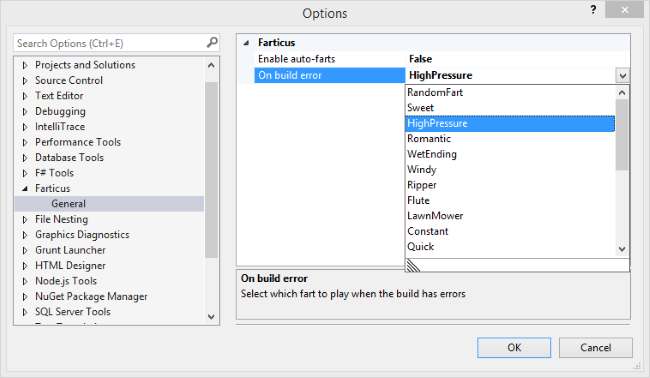 Options
?
Search Options (Ctrl+E)
Projects and Solutions
Source Control
Text Editor
Debugging
IntelliTrace
Performance Tools
Database Tools
F# Tools
Farticus
General
File Nesting
Graphics Diagnostics
Grunt Launcher
HTML Designer
Node.js Tools
NuGet Package Manager
SQL Server Tools
Farticus
Enable auto-farts False
On build error HighPressure
RandomFart
Sweet
HighPressure
Romantic
WetEnding
Windy
Ripper
Flute
LawnMower
Constant
Quick
On build error
Select which fart to play when the build has errors
OK
Cancel